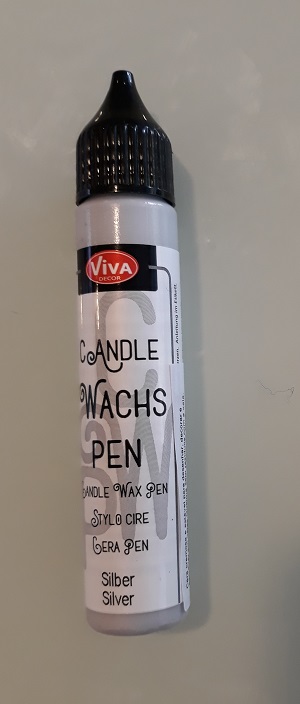 ViVA
DECOR
CANDLE
WACHS
PEN
CANDLE WAX PEN
STYLO CIRE
CERA PEN
Silber
Silver